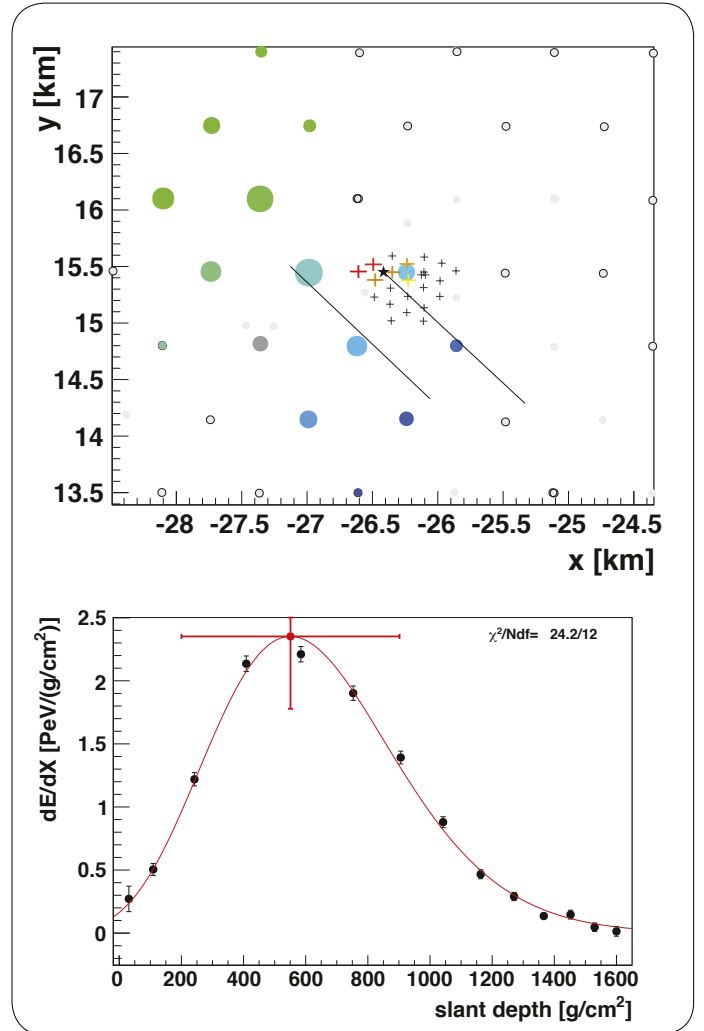 y [km]
17
16.5
16
15.5
15
14.5
14
13.5
-28 -27.5 -27 -26.5 -26 -25.5 -25 -24.5
x [km]
χ²/Ndf= 24.2/12
dE/dX [PeV/(g/cm²)]
2.5
2
1.5
1
0.5
0
0 200 400 600 800 1000 1200 1400 1600
slant depth [g/cm²]